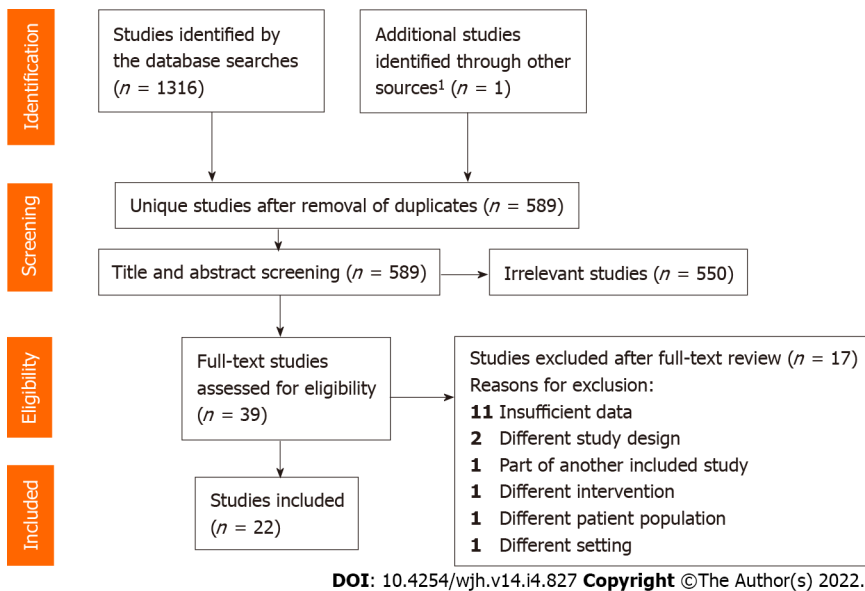 Identification
Studies identified by
the database searches
(n = 1316)
Additional studies
identified through other
sources¹ (n = 1)
Screening
Unique studies after removal of duplicates (n = 589)
Title and abstract screening (n = 589)
Irrelevant studies (n = 550)
Eligibility
Full-text studies
assessed for eligibility
(n = 39)
Studies excluded after full-text review (n = 17)
Reasons for exclusion:
11 Insufficient data
2 Different study design
1 Part of another included study
1 Different intervention
1 Different patient population
1 Different setting
Included
Studies included
(n = 22)
DOI: 10.4254/wjh.v14.i4.827 Copyright ©The Author(s) 2022.